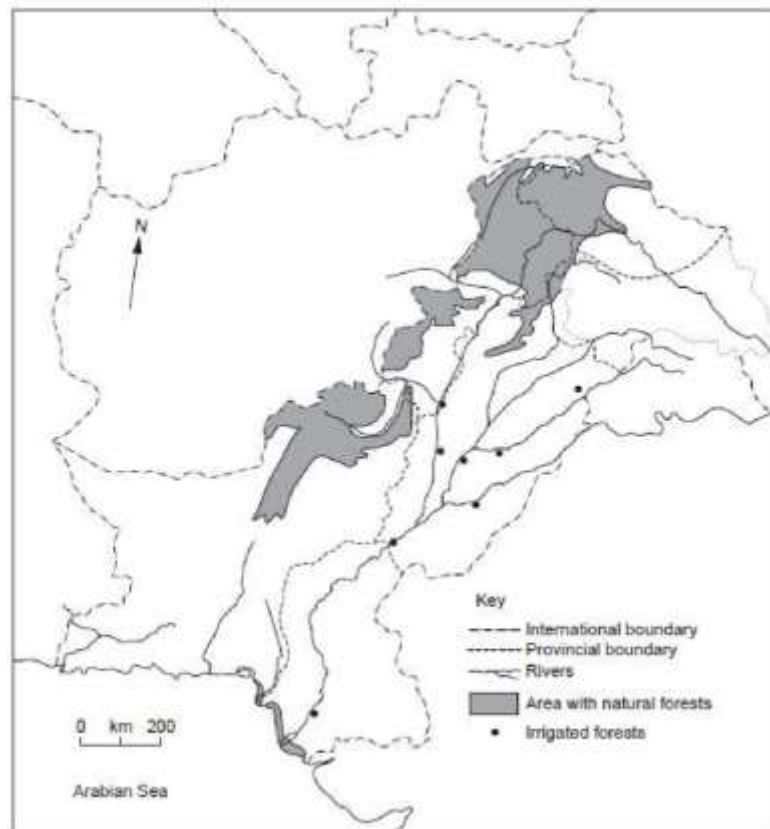 N
Key
International boundary
Provincial boundary
Rivers
Area with natural forests
Irrigated forests
0 km 200
Arabian Sea